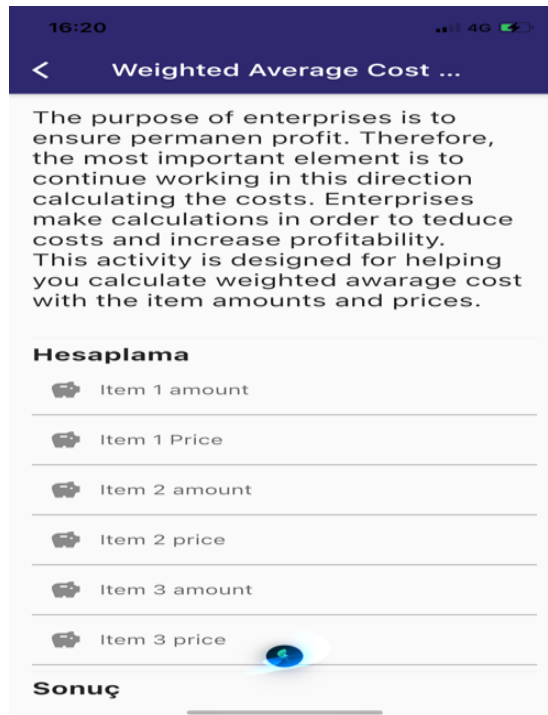 16:20
4G
Weighted Average Cost ...
The purpose of enterprises is to
ensure permanen profit. Therefore,
the most important element is to
continue working in this direction
calculating the costs. Enterprises
make calculations in order to teduce
costs and increase profitability.
This activity is designed for helping
you calculate weighted awarage cost
with the item amounts and prices.
Hesaplama
Item 1 amount
Item 1 Price
Item 2 amount
Item 2 price
Item 3 amount
Item 3 price
Sonuç